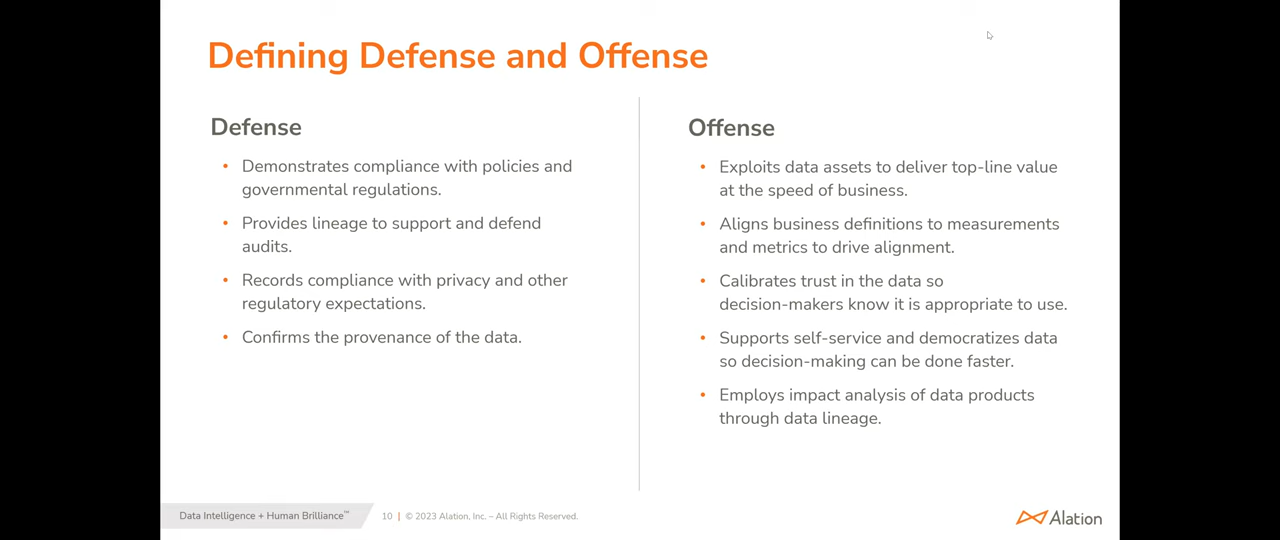 Defining Defense and Offense
Defense
• Demonstrates compliance with policies and
governmental regulations.
• Provides lineage to support and defend
audits.
• Records compliance with privacy and other
regulatory expectations.
• Confirms the provenance of the data.
Offense
• Exploits data assets to deliver top-line value
at the speed of business.
• Aligns business definitions to measurements
and metrics to drive alignment.
• Calibrates trust in the data so
decision-makers know it is appropriate to use.
• Supports self-service and democratizes data
so decision-making can be done faster.
• Employs impact analysis of data products
through data lineage.
Data Intelligence + Human Brilliance™
10 | © 2023 Alation, Inc. – All Rights Reserved.
Alation